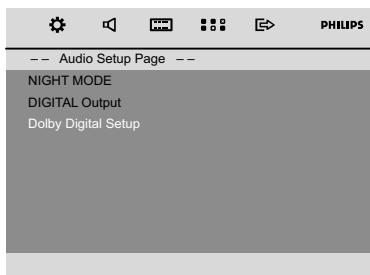 PHILIPS
-- Audio Setup Page --
NIGHT MODE
DIGITAL Output
Dolby Digital Setup